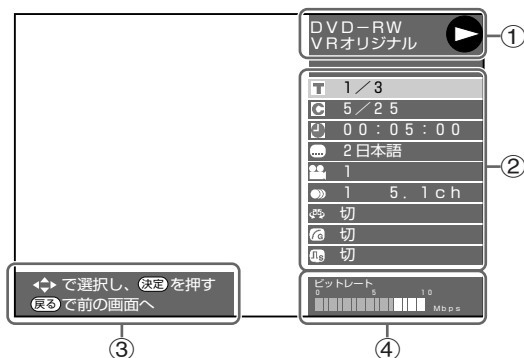 DVD-RW
VRオリジナル
①
T 1／3
C 5／25
00：05：00
2日本語
②
1
1 5．1ch
切
切
切
で選択し、 決定 を押す
戻る で前の画面へ
ビットレート
0 5 10
Mbps
③
④